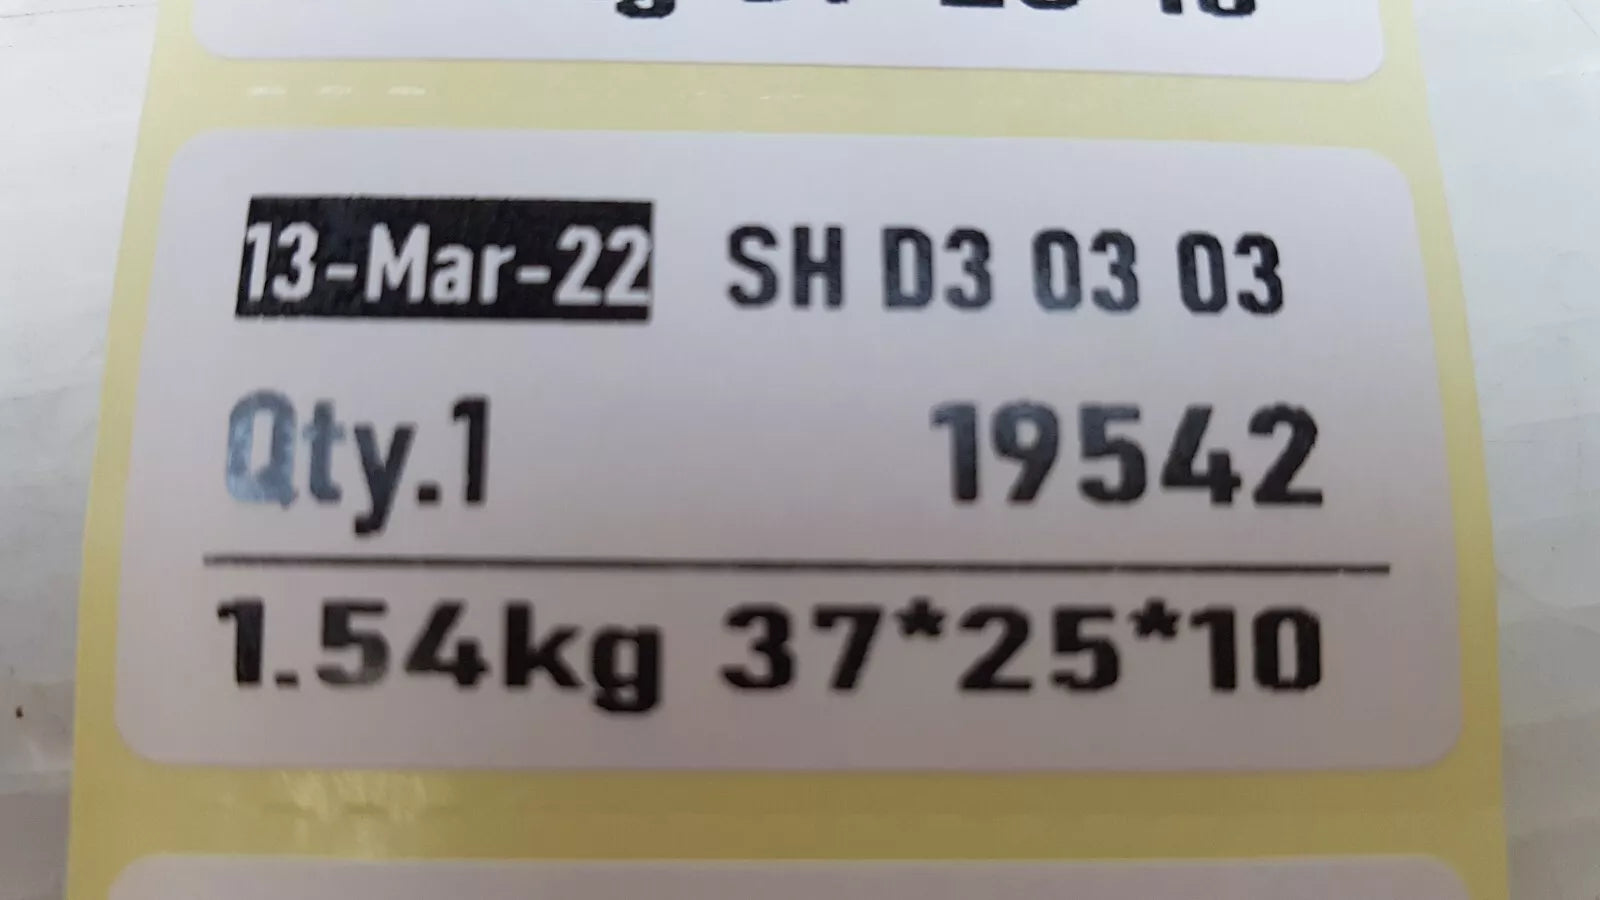 13-Mar-22 SH D3 03 03
Qty.1 19542
1.54kg 37*25*10